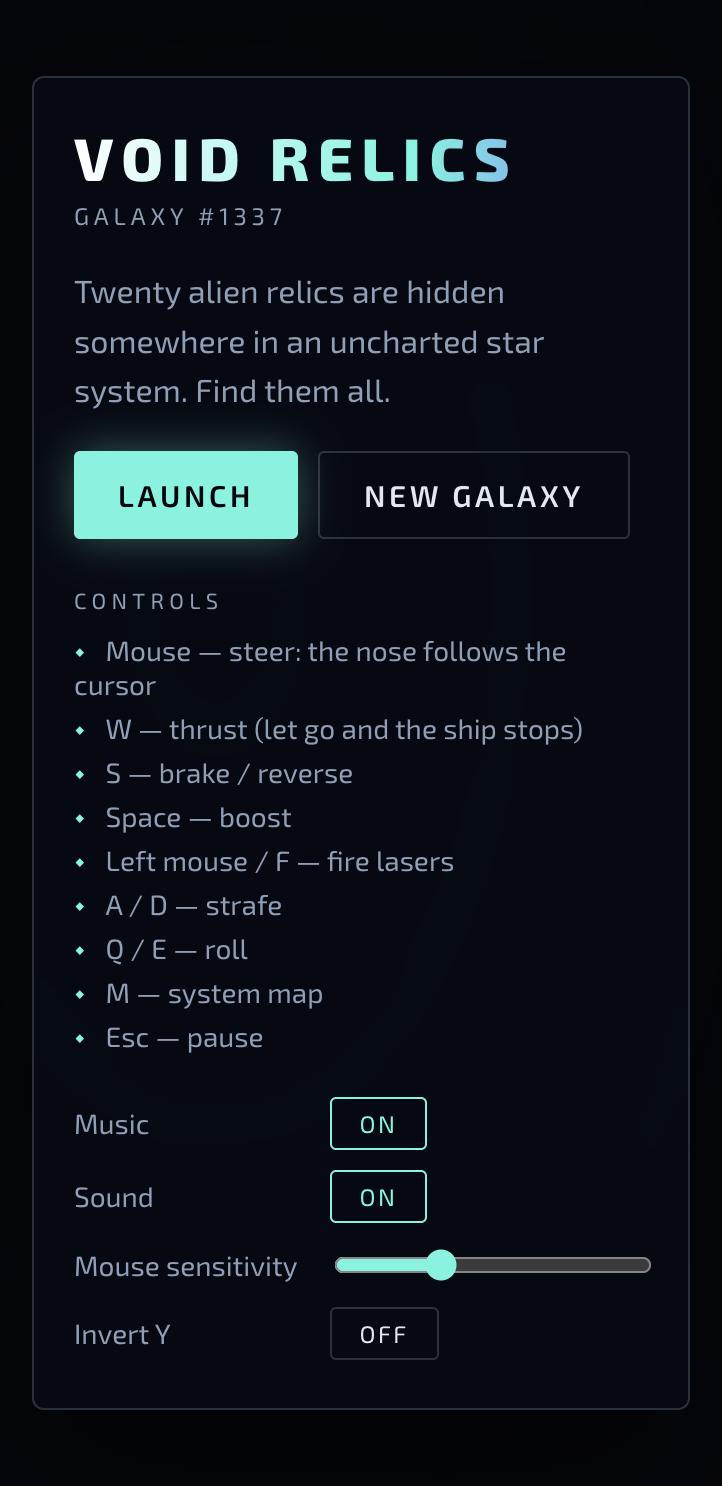 VOID RELICS
GALAXY #1337
Twenty alien relics are hidden
somewhere in an uncharted star
system. Find them all.
LAUNCH
NEW GALAXY
CONTROLS
Mouse — steer: the nose follows the
cursor
W — thrust (let go and the ship stops)
S — brake / reverse
Space — boost
Left mouse / F — fire lasers
A / D — strafe
Q / E — roll
M — system map
Esc — pause
Music ON
Sound ON
Mouse sensitivity
Invert Y OFF